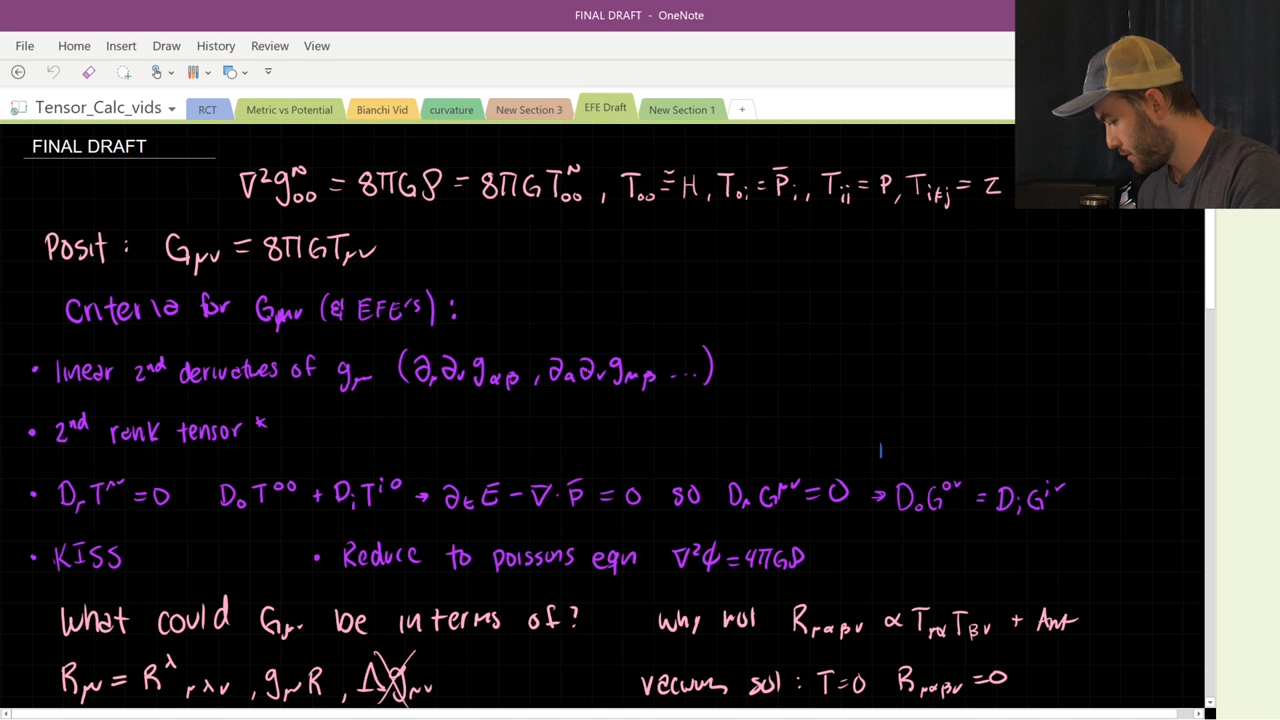 FINAL DRAFT - OneNote
File Home Insert Draw History Review View
Tensor_Calc_vids RCT Metric vs Potential Bianchi Vid curvature New Section 3 EFE Draft New Section 1 +
FINAL DRAFT
∇²g₀₀ᴺ = 8πGρ = 8πGT₀₀ᴺ , T₀₀ = H, T₀ᵢ = P̄ᵢ, Tᵢᵢ = P, Tᵢ≠ⱼ = Σ
Posit : Gμν = 8πGTμν
Criteria for Gμν (& EFE's) :
• linear 2nd derivatives of gμν (∂μ∂νgαβ , ∂α∂νgμβ ...)
• 2nd rank tensor *
• DμTμν = 0 D₀T⁰⁰ + DᵢTⁱ⁰ → ∂tE - ∇·P̄ = 0 so DμGμν = 0 → D₀G⁰ν = DᵢGⁱν
• KISS • Reduce to poissons eqn ∇²φ = 4πGρ
What could Gμν be in terms of? why not Rμαβν ∝ TμαTβν + Ant
Rμν = Rλμλν , gμνR , Λgμν vacuum sol : T=0 Rμαβν = 0